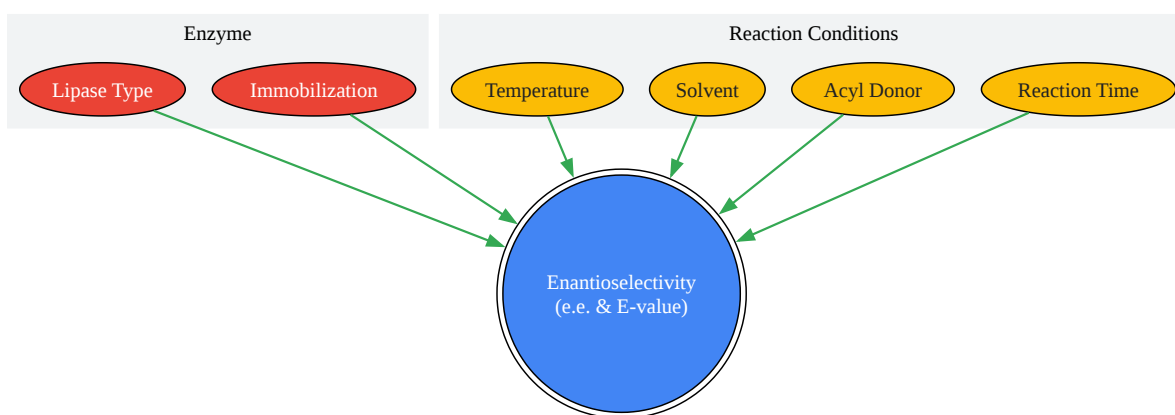 Enzyme
Reaction Conditions
Lipase Type
Immobilization
Temperature
Solvent
Acyl Donor
Reaction Time
Enantioselectivity
(e.e. & E-value)